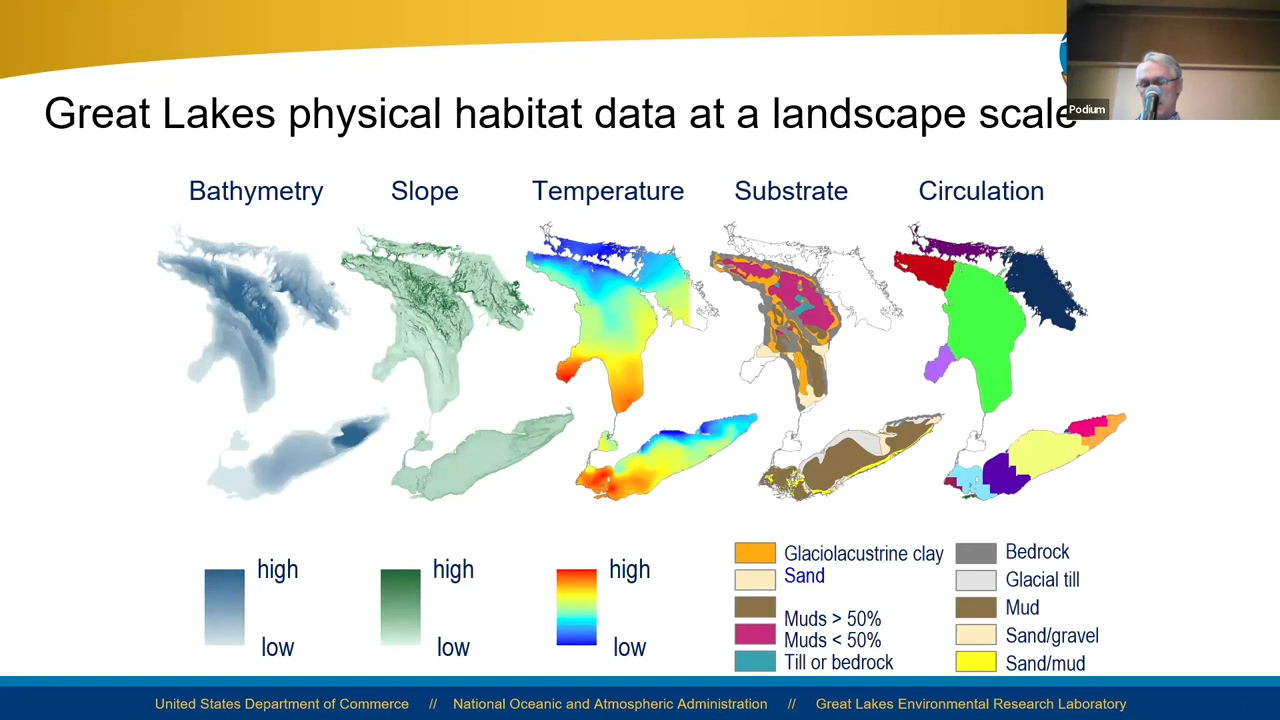 Podium
Great Lakes physical habitat data at a landscape scale
Bathymetry Slope Temperature Substrate Circulation
high high high
low low low
Glaciolacustrine clay
Sand
Muds > 50%
Muds < 50%
Till or bedrock
Bedrock
Glacial till
Mud
Sand/gravel
Sand/mud
United States Department of Commerce // National Oceanic and Atmospheric Administration // Great Lakes Environmental Research Laboratory